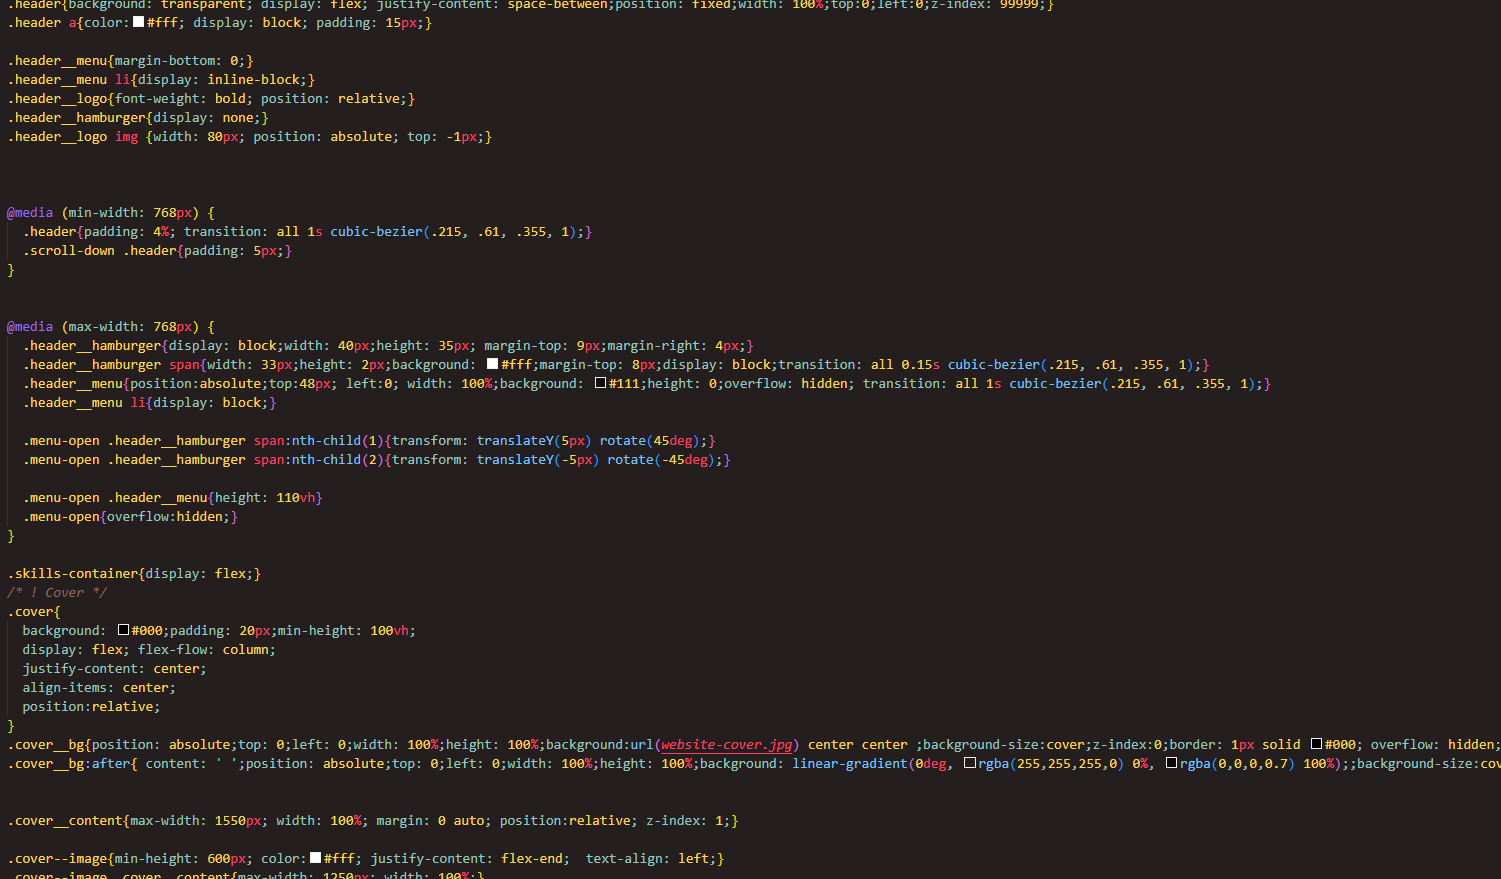 .header{background: transparent; display: flex; justify-content: space-between;position: fixed;width: 100%;top:0;left:0;z-index: 99999;}
.header a{color:#fff; display: block; padding: 15px;}
.header__menu{margin-bottom: 0;}
.header__menu li{display: inline-block;}
.header__logo{font-weight: bold; position: relative;}
.header__hamburger{display: none;}
.header__logo img {width: 80px; position: absolute; top: -1px;}
@media (min-width: 768px) {
.header{padding: 4%; transition: all 1s cubic-bezier(.215, .61, .355, 1);}
.scroll-down .header{padding: 5px;}
}
@media (max-width: 768px) {
.header__hamburger{display: block;width: 40px;height: 35px; margin-top: 9px;margin-right: 4px;}
.header__hamburger span{width: 33px;height: 2px;background: #fff;margin-top: 8px;display: block;transition: all 0.15s cubic-bezier(.215, .61, .355, 1);}
.header__menu{position:absolute;top:48px; left:0; width: 100%;background: #111;height: 0;overflow: hidden; transition: all 1s cubic-bezier(.215, .61, .355, 1);}
.header__menu li{display: block;}
.menu-open .header__hamburger span:nth-child(1){transform: translateY(5px) rotate(45deg);}
.menu-open .header__hamburger span:nth-child(2){transform: translateY(-5px) rotate(-45deg);}
.menu-open .header__menu{height: 110vh}
.menu-open{overflow:hidden;}
}
.skills-container{display: flex;}
/* ! Cover */
.cover{
background: #000;padding: 20px;min-height: 100vh;
display: flex; flex-flow: column;
justify-content: center;
align-items: center;
position:relative;
}
.cover__bg{position: absolute;top: 0;left: 0;width: 100%;height: 100%;background:url(website-cover.jpg) center center ;background-size:cover;z-index:0;border: 1px solid #000; overflow: hidden;
.cover__bg:after{ content: ' ';position: absolute;top: 0;left: 0;width: 100%;height: 100%;background: linear-gradient(0deg, rgba(255,255,255,0) 0%, rgba(0,0,0,0.7) 100%);;background-size:cov
.cover__content{max-width: 1550px; width: 100%; margin: 0 auto; position:relative; z-index: 1;}
.cover--image{min-height: 600px; color:#fff; justify-content: flex-end;  text-align: left;}
.cover--image .cover__content{max-width: 1250px; width: 100%;}